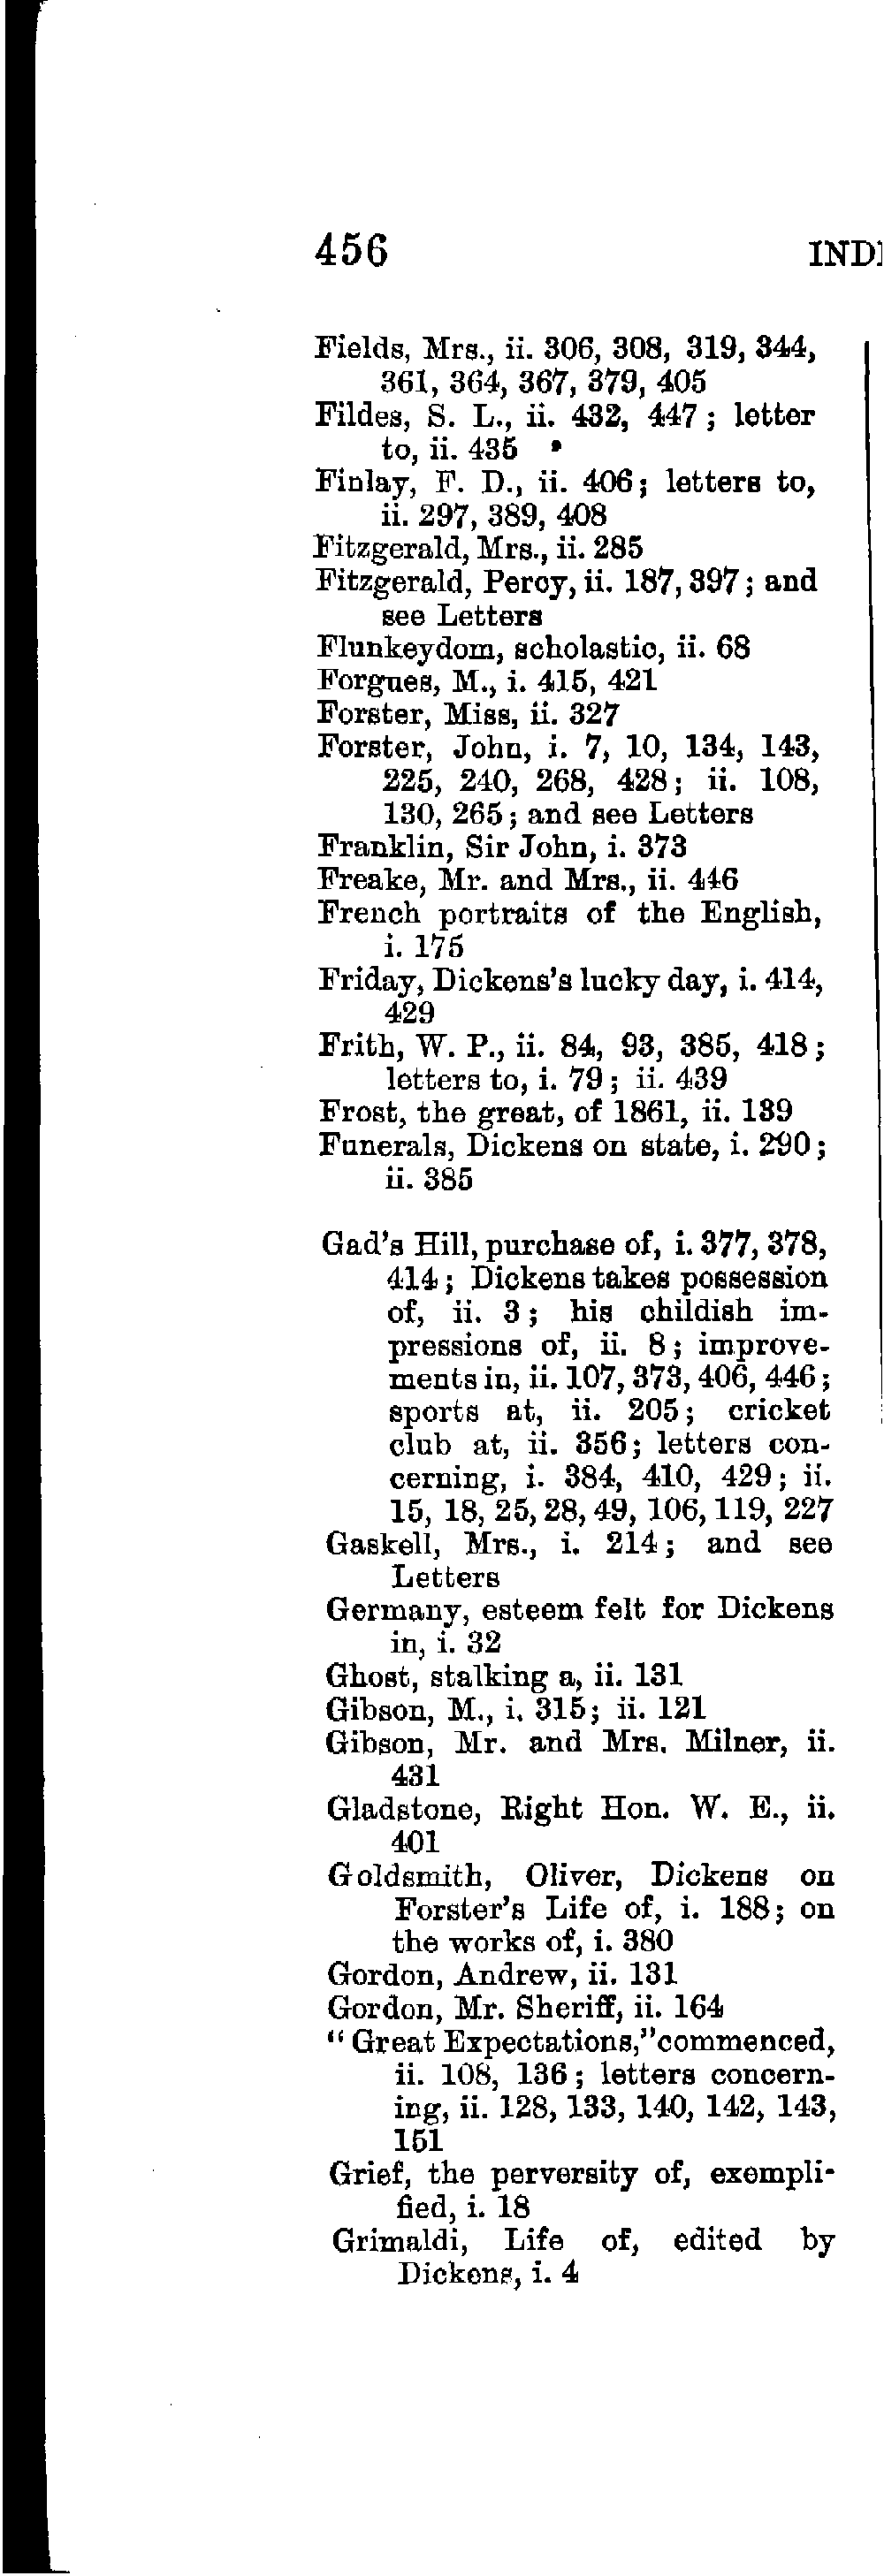 456 IND
Fields, Mrs., ii. 306, 308, 319, 344,
361, 364, 367, 379, 405
Fildes, S. L., ii. 432, 447; letter
to, ii. 435
Finlay, F. D., ii. 406; letters to,
ii. 297, 389, 408
Fitzgerald, Mrs., ii. 285
Fitzgerald, Percy, ii. 187, 397; and
see Letters
Flunkeydom, scholastic, ii. 68
Forgues, M., i. 415, 421
Forster, Miss, ii. 327
Forster, John, i. 7, 10, 134, 143,
225, 240, 268, 428; ii. 108,
130, 265; and see Letters
Franklin, Sir John, i. 373
Freake, Mr. and Mrs., ii. 446
French portraits of the English,
i. 175
Friday, Dickens's lucky day, i. 414,
429
Frith, W. P., ii. 84, 93, 385, 418;
letters to, i. 79; ii. 439
Frost, the great, of 1861, ii. 139
Funerals, Dickens on state, i. 290;
ii. 385
Gad's Hill, purchase of, i. 377, 378,
414; Dickens takes possession
of, ii. 3; his childish im-
pressions of, ii. 8; improve-
ments in, ii. 107, 373, 406, 446;
sports at, ii. 205; cricket
club at, ii. 356; letters con-
cerning, i. 384, 410, 429; ii.
15, 18, 25, 28, 49, 106, 119, 227
Gaskell, Mrs., i. 214; and see
Letters
Germany, esteem felt for Dickens
in, i. 32
Ghost, stalking a, ii. 131
Gibson, M., i. 315; ii. 121
Gibson, Mr. and Mrs. Milner, ii.
431
Gladstone, Right Hon. W. E., ii.
401
Goldsmith, Oliver, Dickens on
Forster's Life of, i. 188; on
the works of, i. 380
Gordon, Andrew, ii. 131
Gordon, Mr. Sheriff, ii. 164
"Great Expectations," commenced,
ii. 108, 136; letters concern-
ing, ii. 128, 133, 140, 142, 143,
151
Grief, the perversity of, exempli-
fied, i. 18
Grimaldi, Life of, edited by
Dickens, i. 4